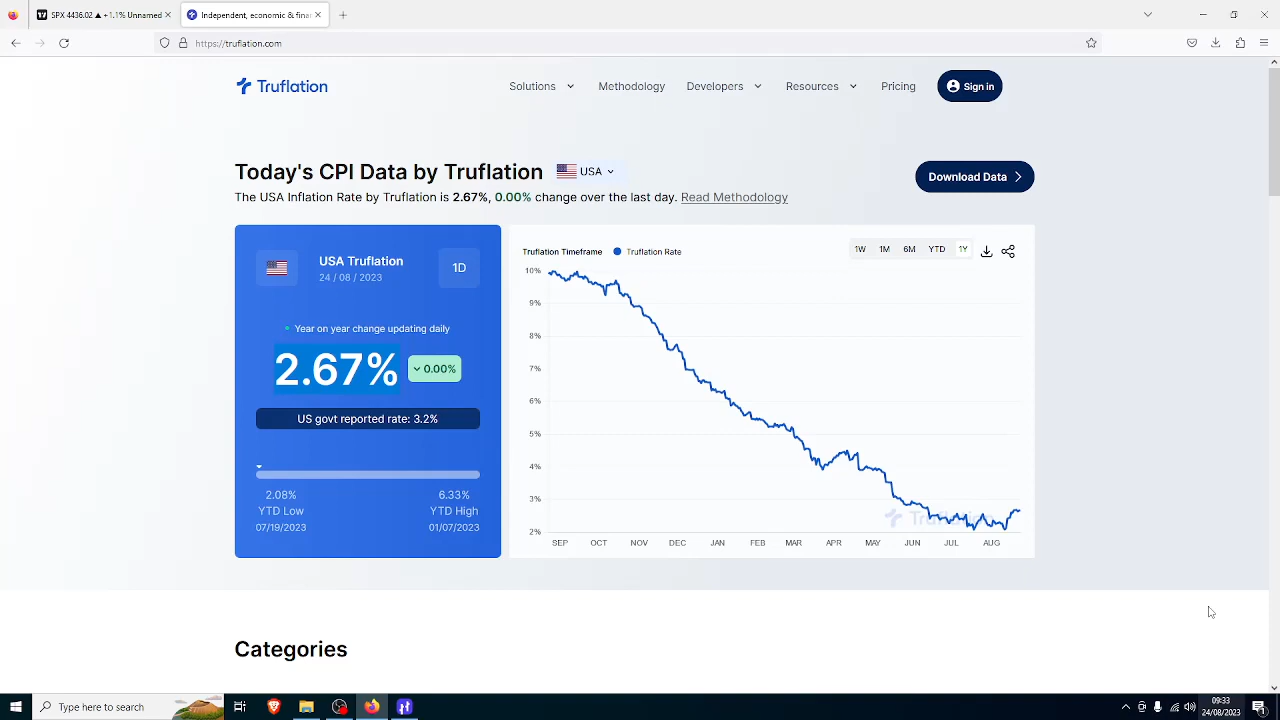 SPX 4436.02 ▲ +1.1% Unnamed
Independent, economic & finan
https://truflation.com
Truflation
Solutions
Methodology
Developers
Resources
Pricing
Sign in
Today's CPI Data by Truflation
USA
Download Data
The USA Inflation Rate by Truflation is 2.67%, 0.00% change over the last day. Read Methodology
USA Truflation
24 / 08 / 2023
1D
Year on year change updating daily
2.67%
0.00%
US govt reported rate: 3.2%
2.08%
YTD Low
07/19/2023
6.33%
YTD High
01/07/2023
Truflation Timeframe
Truflation Rate
1W
1M
6M
YTD
1Y
10%
9%
8%
7%
6%
5%
4%
3%
2%
Truflation
SEP OCT NOV DEC JAN FEB MAR APR MAY JUN JUL AUG
Categories
Type here to search
09:33
24/08/2023